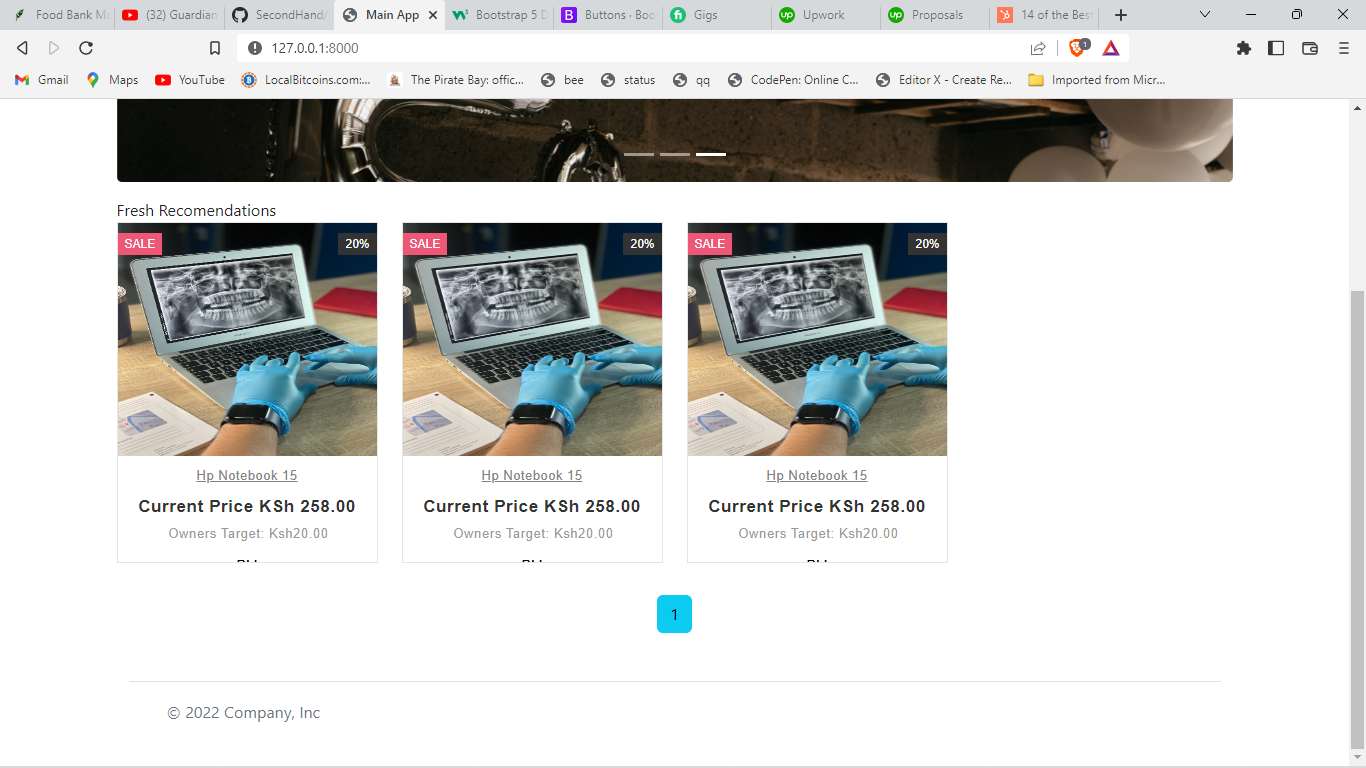 Food Bank Ma
(32) Guardian
SecondHand/
Main App
Bootstrap 5 D
Buttons · Boo
Gigs
Upwork
Proposals
14 of the Best
127.0.0.1:8000
1
Gmail
Maps
YouTube
LocalBitcoins.com:...
The Pirate Bay: offic...
bee
status
qq
CodePen: Online C...
Editor X - Create Re...
Imported from Micr...
Fresh Recomendations
SALE 20%
SALE 20%
SALE 20%
Hp Notebook 15
Hp Notebook 15
Hp Notebook 15
Current Price KSh 258.00
Current Price KSh 258.00
Current Price KSh 258.00
Owners Target: Ksh20.00
Owners Target: Ksh20.00
Owners Target: Ksh20.00
1
© 2022 Company, Inc